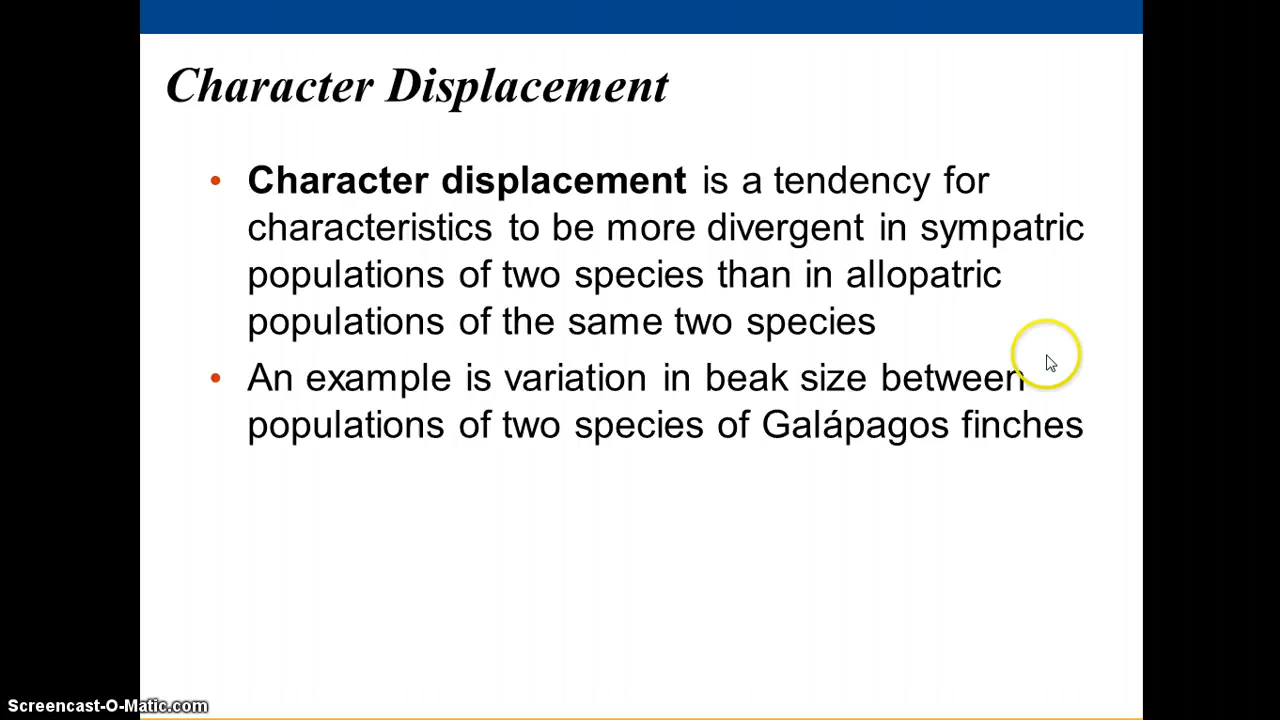 Character Displacement
• Character displacement is a tendency for
characteristics to be more divergent in sympatric
populations of two species than in allopatric
populations of the same two species
• An example is variation in beak size between
populations of two species of Galápagos finches
Screencast-O-Matic.com